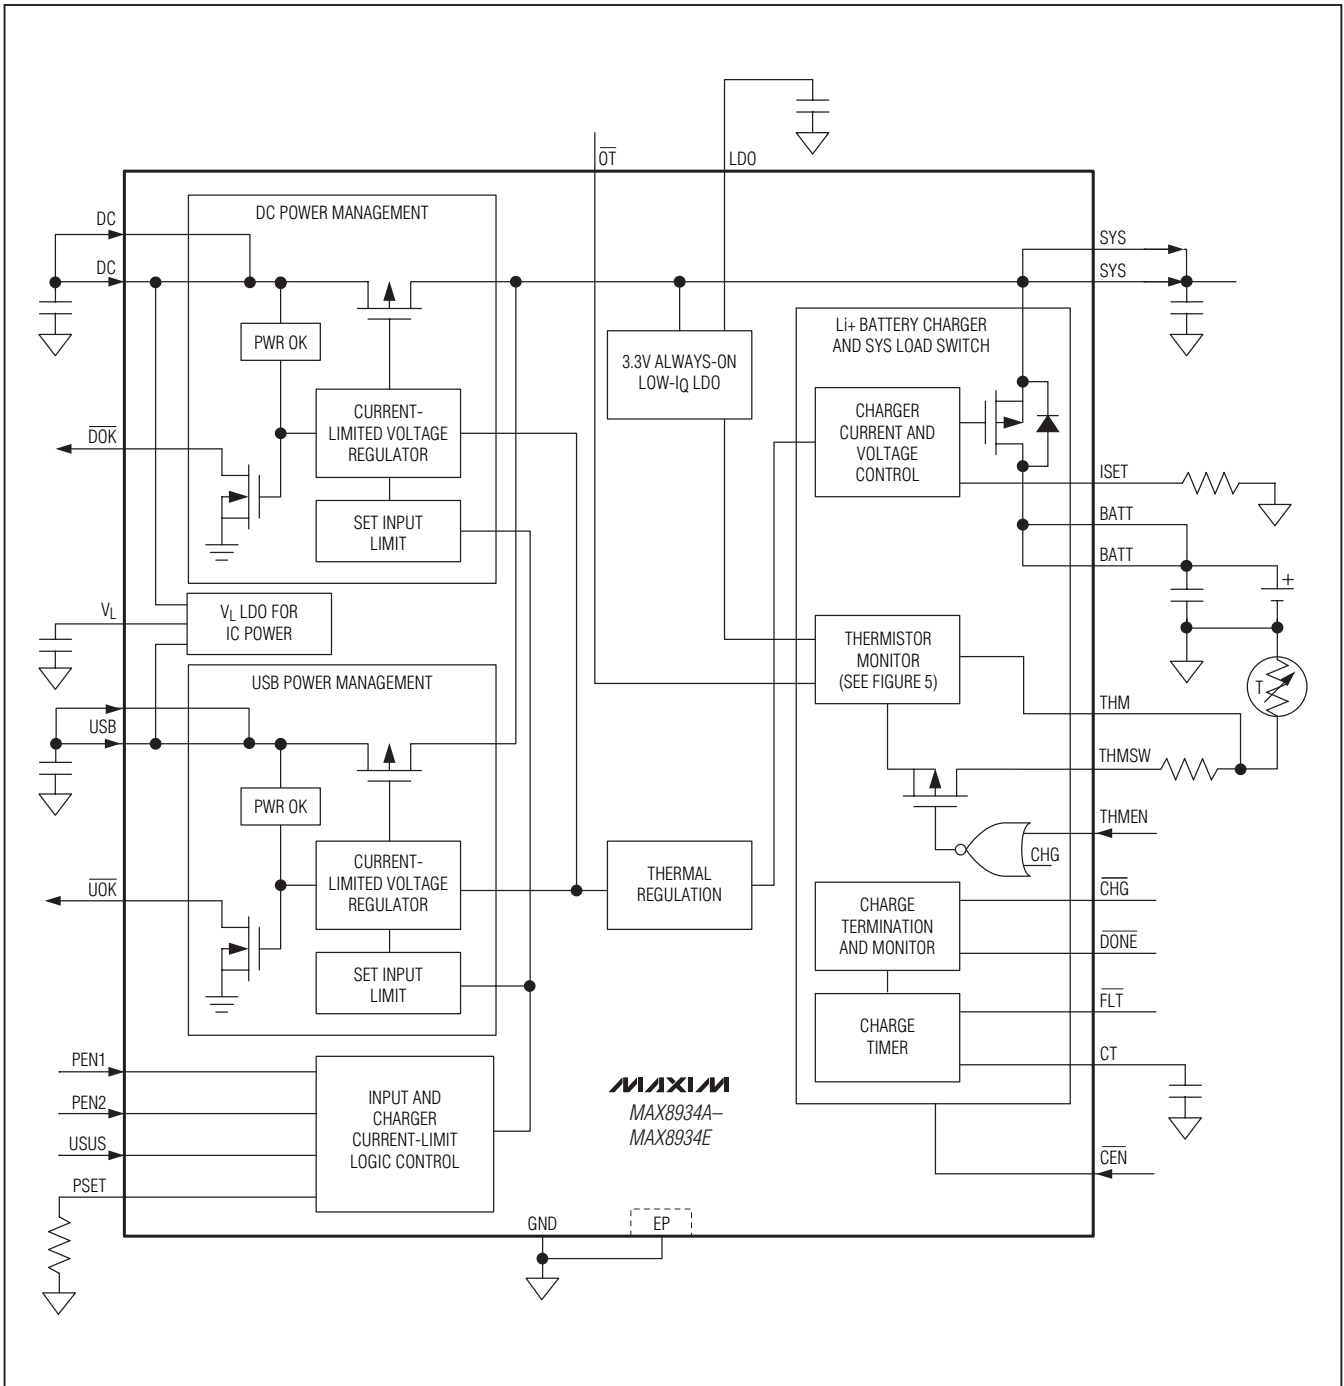 OT
LDO
DC POWER MANAGEMENT
DC
DC
SYS
SYS
PWR OK
3.3V ALWAYS-ON
LOW-IQ LDO
Li+ BATTERY CHARGER
AND SYS LOAD SWITCH
CURRENT-
LIMITED VOLTAGE
REGULATOR
CHARGER
CURRENT AND
VOLTAGE
CONTROL
DOK
ISET
SET INPUT
LIMIT
BATT
BATT
+
VL
VL LDO FOR
IC POWER
THERMISTOR
MONITOR
(SEE FIGURE 5)
T
USB POWER MANAGEMENT
THM
USB
THMSW
PWR OK
THMEN
CHG
CURRENT-
LIMITED VOLTAGE
REGULATOR
THERMAL
REGULATION
UOK
CHG
CHARGE
TERMINATION
AND MONITOR
DONE
SET INPUT
LIMIT
FLT
CHARGE
TIMER
CT
PEN1
PEN2
USUS
PSET
INPUT AND
CHARGER
CURRENT-LIMIT
LOGIC CONTROL
MAXIM
MAX8934A–
MAX8934E
CEN
GND
EP